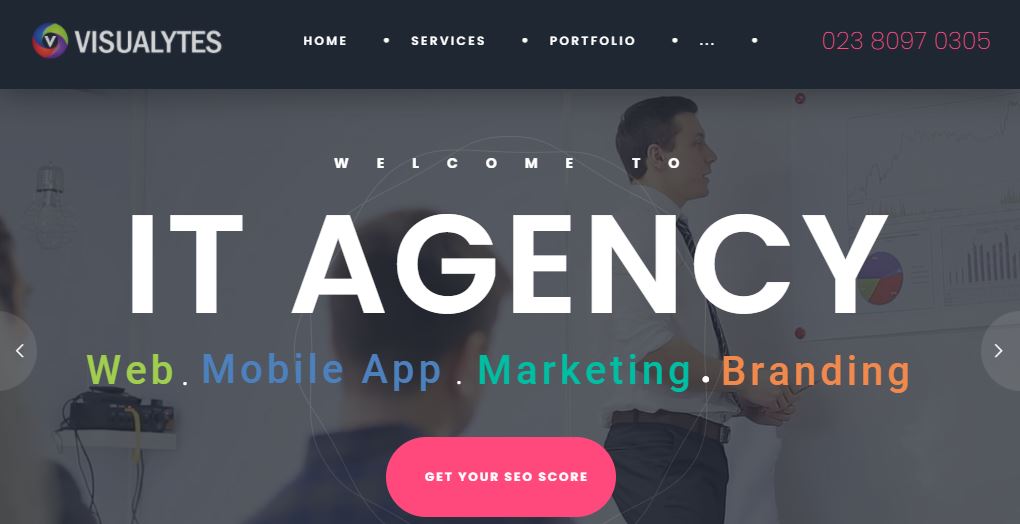 VISUALYTES
HOME • SERVICES • PORTFOLIO • ... •
023 8097 0305
WELCOME TO
IT AGENCY
Web . Mobile App . Marketing . Branding
GET YOUR SEO SCORE